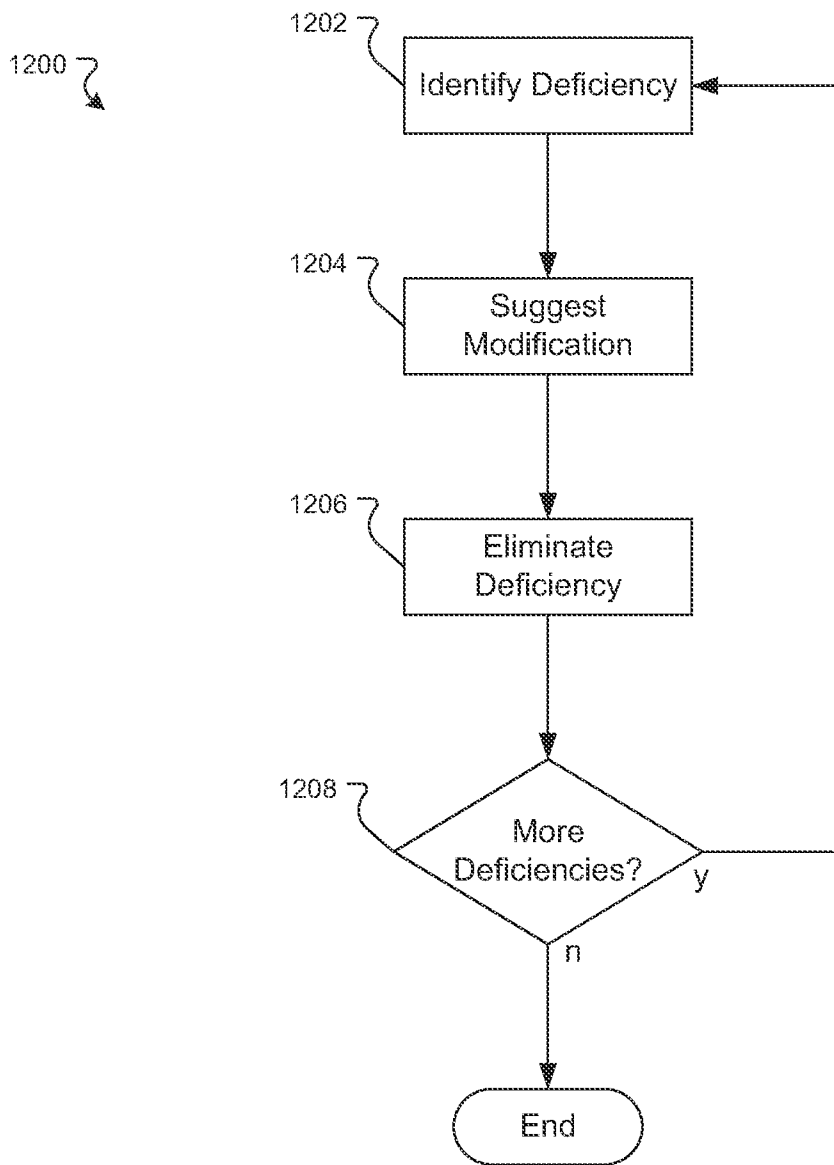 1200
1202
Identify Deficiency
1204
Suggest
Modification
1206
Eliminate
Deficiency
1208
More
Deficiencies?
y
n
End